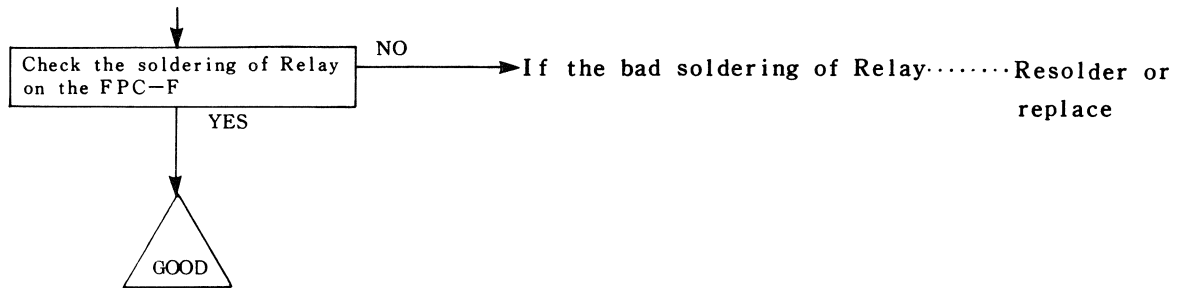 Check the soldering of Relay
on the FPC-F
NO
If the bad soldering of Relay········Resolder or
replace
YES
GOOD